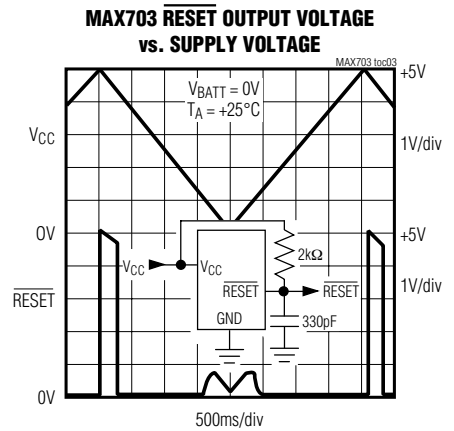 MAX703 RESET OUTPUT VOLTAGE
vs. SUPPLY VOLTAGE
MAX703 toc03
+5V
VBATT = 0V
TA = +25°C
VCC
1V/div
0V
+5V
VCC
VCC
2kΩ
1V/div
RESET
RESET
RESET
GND
330pF
0V
500ms/div